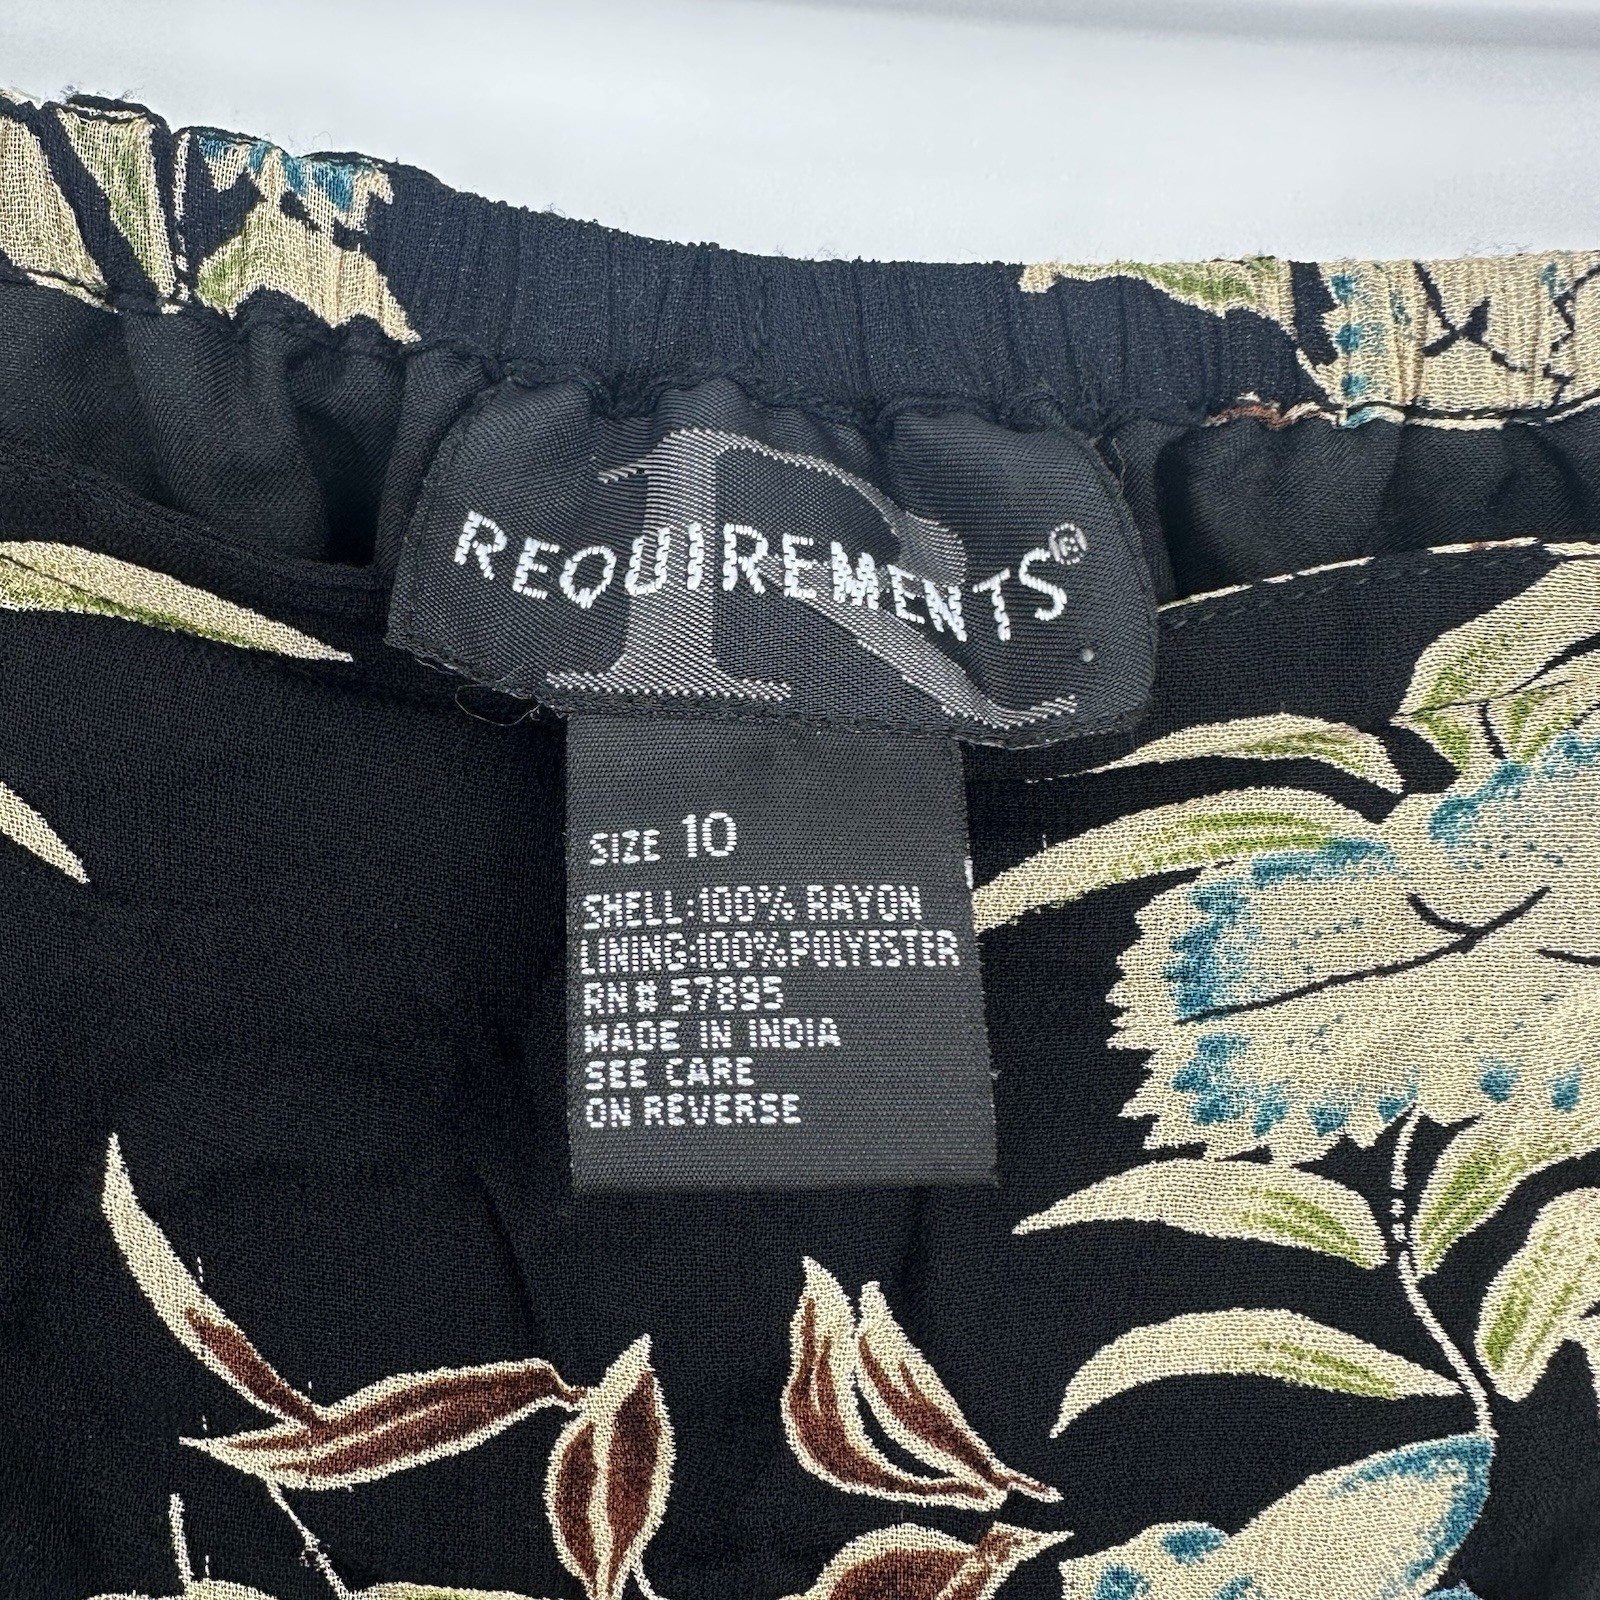 REQUIREMENTS®
SIZE 10
SHELL:100% RAYON
LINING:100%POLYESTER
RN# 57895
MADE IN INDIA
SEE CARE
ON REVERSE